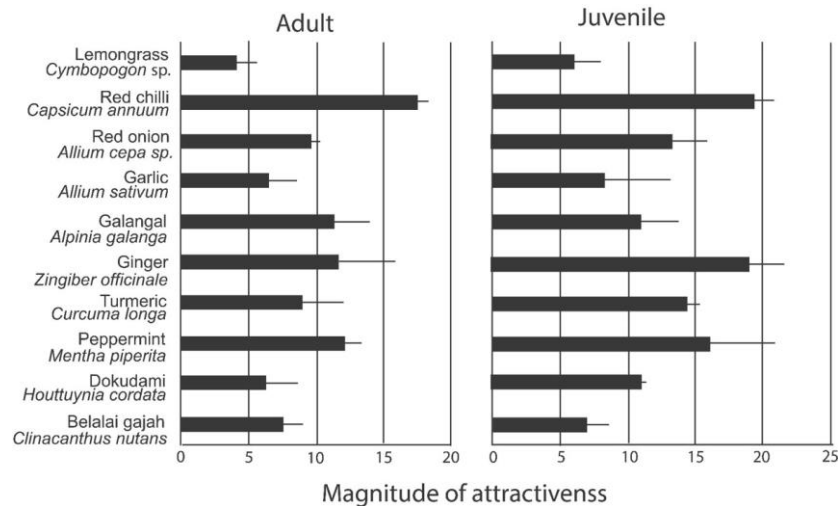 Adult
Juvenile
Lemongrass
Cymbopogon sp.
Red chilli
Capsicum annuum
Red onion
Allium cepa sp.
Garlic
Allium sativum
Galangal
Alpinia galanga
Ginger
Zingiber officinale
Turmeric
Curcuma longa
Peppermint
Mentha piperita
Dokudami
Houttuynia cordata
Belalai gajah
Clinacanthus nutans
0 5 10 15 20
0 5 10 15 20 25
Magnitude of attractivenss